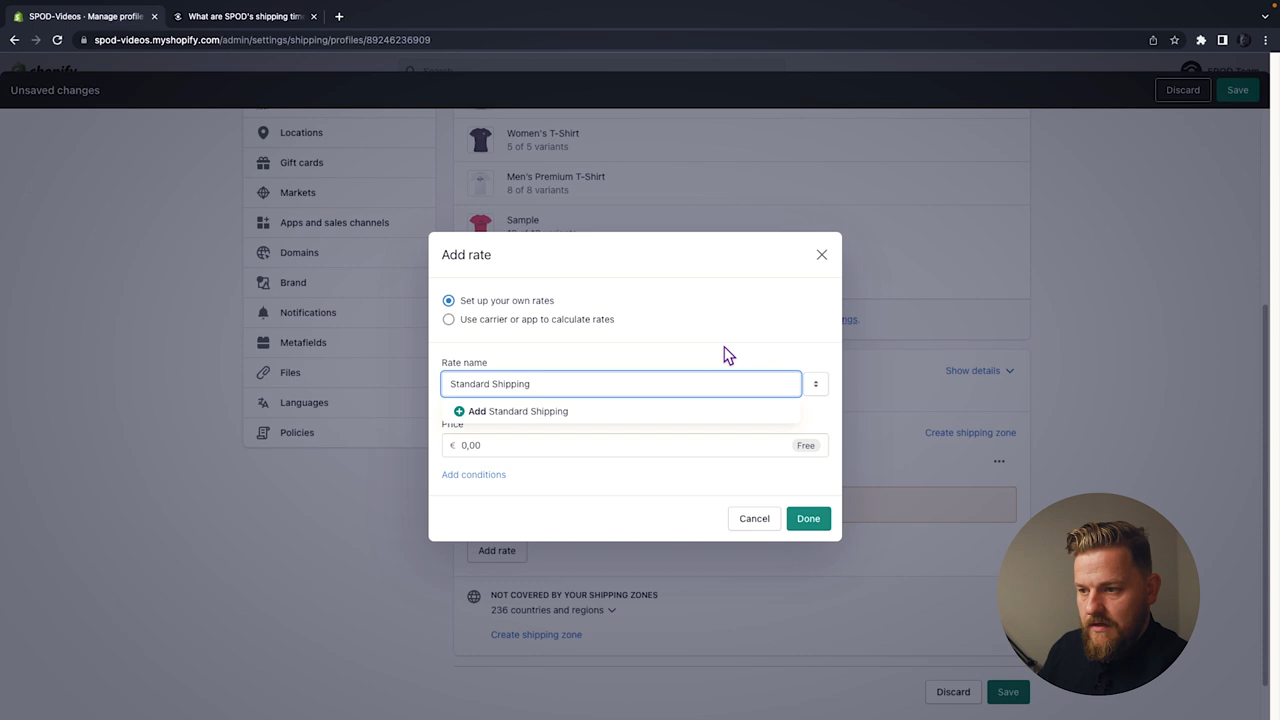 SPOD-Videos · Manage profile
What are SPOD's shipping time
spod-videos.myshopify.com/admin/settings/shipping/profiles/89246236909
Unsaved changes
Discard
Save
Locations
Gift cards
Markets
Apps and sales channels
Domains
Brand
Notifications
Metafields
Files
Languages
Policies
Women's T-Shirt
5 of 5 variants
Men's Premium T-Shirt
8 of 8 variants
Sample
Add rate
Set up your own rates
Use carrier or app to calculate rates
Rate name
Standard Shipping
Add Standard Shipping
Price
€ 0,00
Free
Add conditions
Cancel
Done
Show details
Create shipping zone
Add rate
NOT COVERED BY YOUR SHIPPING ZONES
236 countries and regions
Create shipping zone
Discard
Save